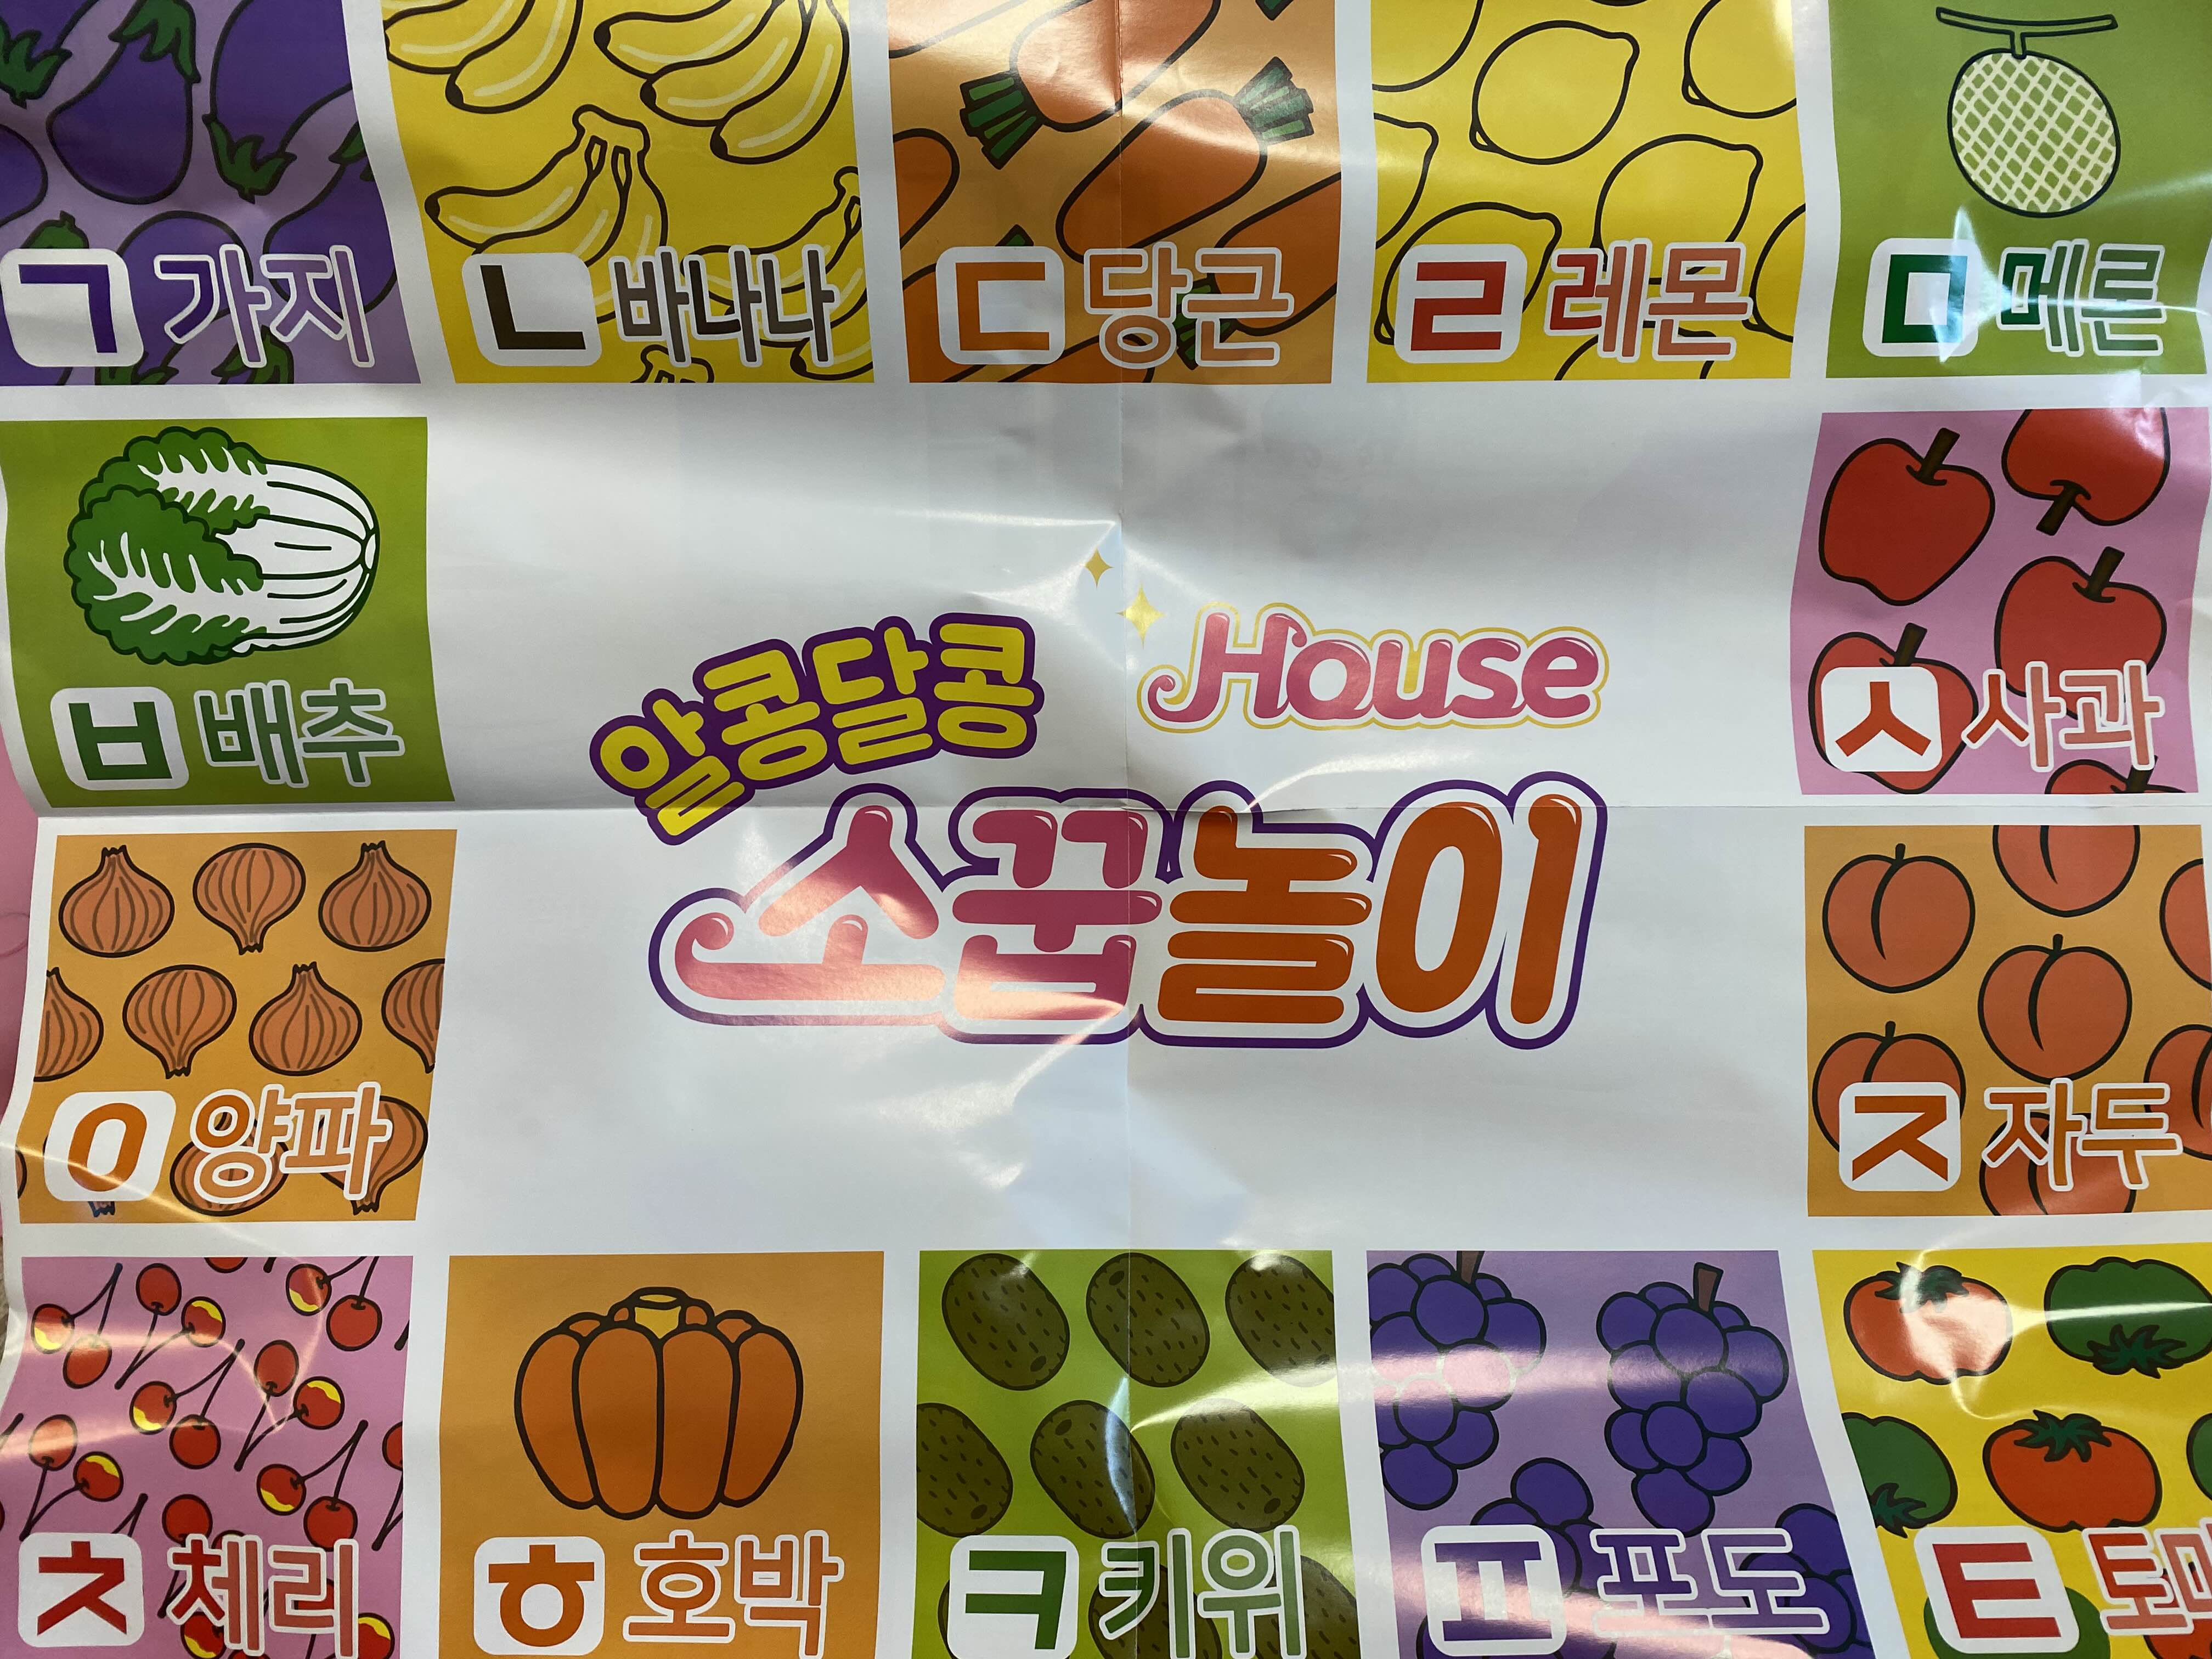 ㄱ 가지
ㄴ 바나나
ㄷ 당근
ㄹ 레몬
ㅁ 메론
ㅂ 배추
ㅅ 사과
알콩달콩
House
소꿉놀이
ㅇ 양파
ㅈ 자두
ㅊ 체리
ㅎ 호박
ㅋ 키위
ㅍ 포도
ㅌ